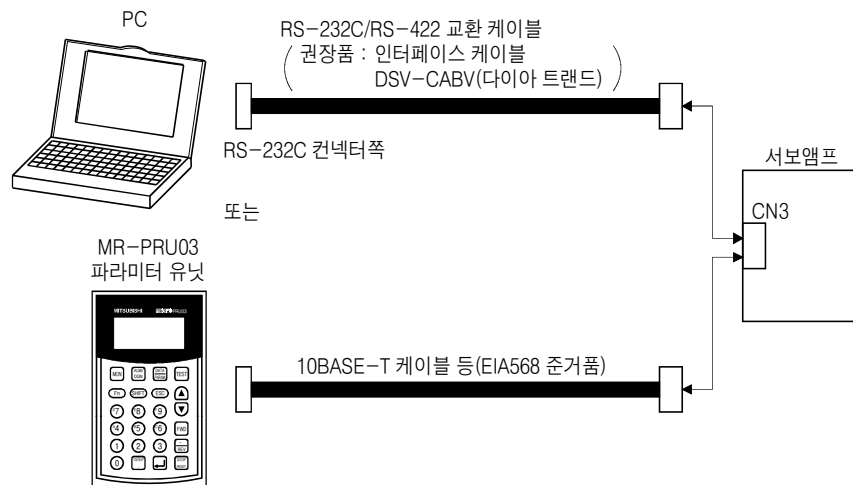 PC
RS-232C/RS-422 교환 케이블
( 권장품 : 인터페이스 케이블
DSV-CABV(다이아 트랜드) )
RS-232C 컨넥터쪽
서보앰프
또는
CN3
MR-PRU03
파라미터 유닛
MITSUBISHI
PRU03
10BASE-T 케이블 등(EIA568 준거품)
MON
TEST
Fn
SHIFT
ESC
7
8
9
4
5
6
FWD
1
2
3
REV
0
STOP